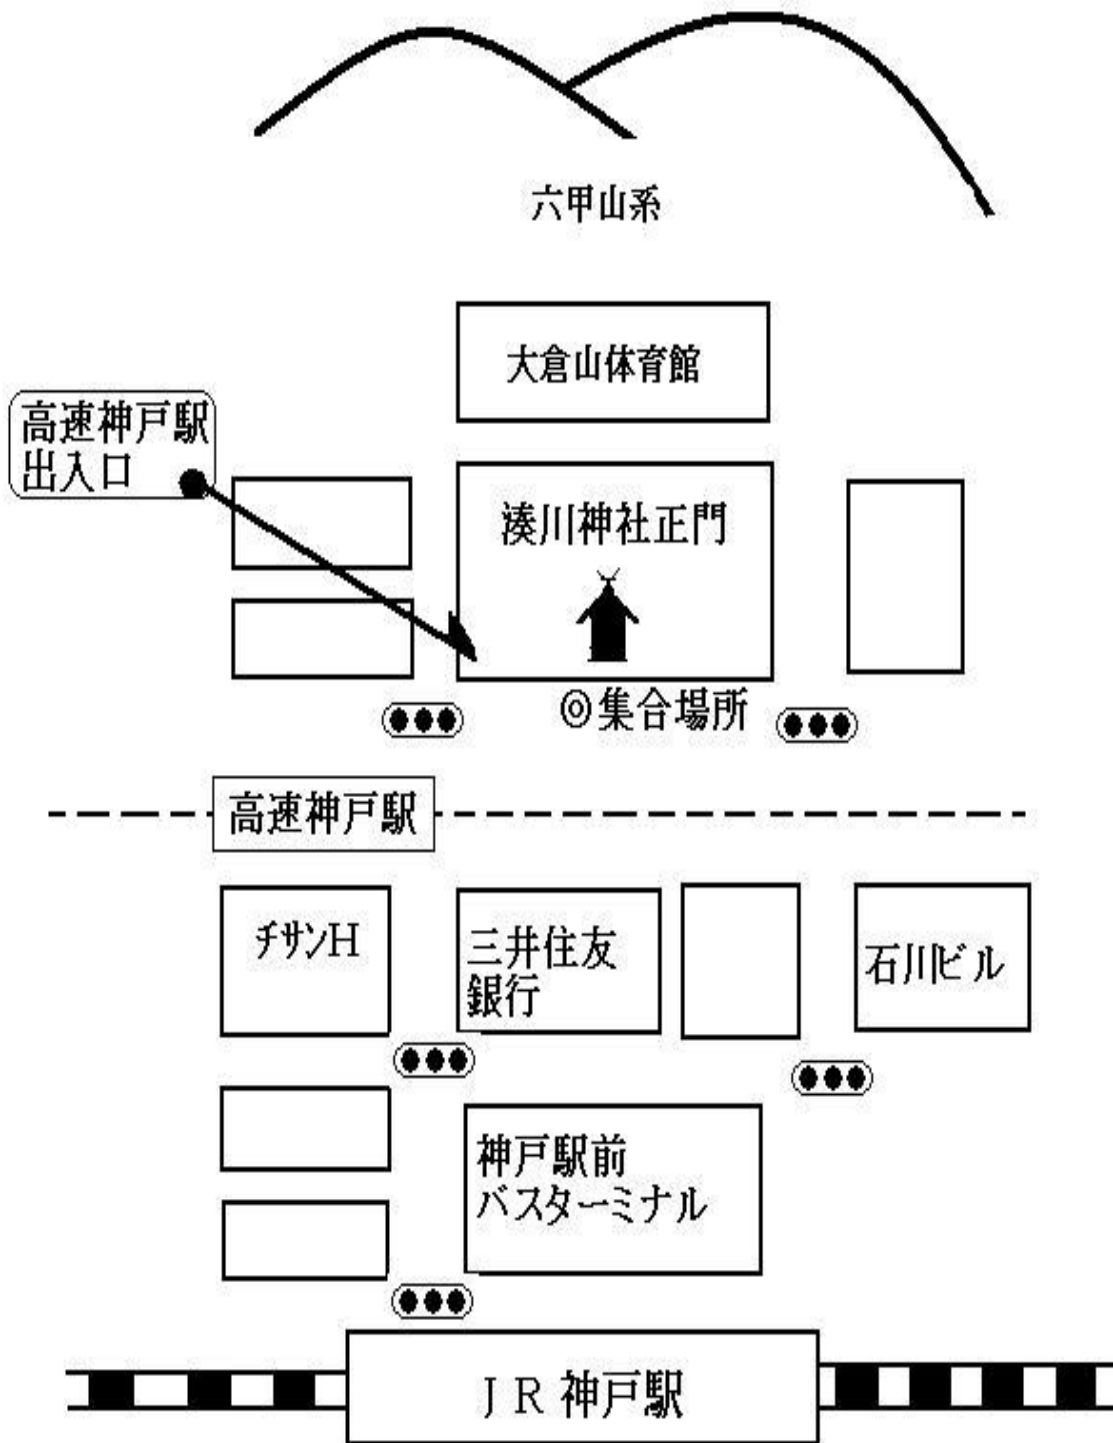 六甲山系
大倉山体育館
高速神戸駅
出入口
湊川神社正門
◎集合場所
高速神戸駅
チサンH
三井住友
銀行
石川ビル
神戸駅前
バスターミナル
JR神戸駅